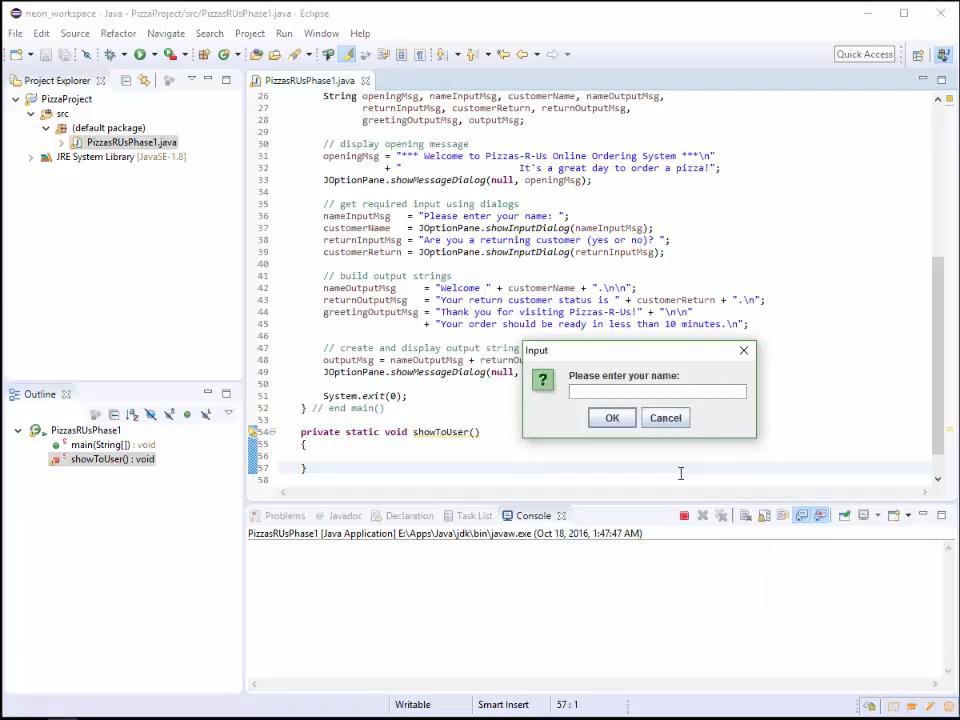 neon_workspace - Java - PizzaProject/src/PizzasRUsPhase1.java - Eclipse
File Edit Source Refactor Navigate Search Project Run Window Help
Quick Access
Project Explorer
PizzaProject
src
(default package)
PizzasRUsPhase1.java
JRE System Library [JavaSE-1.8]
Outline
PizzasRUsPhase1
main(String[]) : void
showToUser() : void
PizzasRUsPhase1.java
26 String openingMsg, nameInputMsg, customerName, nameOutputMsg,
27 returnInputMsg, customerReturn, returnOutputMsg,
28 greetingOutputMsg, outputMsg;
29
30 // display opening message
31 openingMsg = "*** Welcome to Pizzas-R-Us Online Ordering System ***\n"
32 + " It's a great day to order a pizza!";
33 JOptionPane.showMessageDialog(null, openingMsg);
34
35 // get required input using dialogs
36 nameInputMsg = "Please enter your name: ";
37 customerName = JOptionPane.showInputDialog(nameInputMsg);
38 returnInputMsg = "Are you a returning customer (yes or no)? ";
39 customerReturn = JOptionPane.showInputDialog(returnInputMsg);
40
41 // build output strings
42 nameOutputMsg = "Welcome " + customerName + ".\n\n";
43 returnOutputMsg = "Your return customer status is " + customerReturn + ".\n";
44 greetingOutputMsg = "Thank you for visiting Pizzas-R-Us!" + "\n\n"
45 + "Your order should be ready in less than 10 minutes.\n";
46
47 // create and display output string
48 outputMsg = nameOutputMsg + returnOu
49 JOptionPane.showMessageDialog(null,
50
51 System.exit(0);
52 } // end main()
53
54 private static void showToUser()
55 {
56
57 }
58
Input
Please enter your name:
OK Cancel
Problems Javadoc Declaration Task List Console
PizzasRUsPhase1 [Java Application] E:\Apps\Java\jdk\bin\javaw.exe (Oct 18, 2016, 1:47:47 AM)
Writable Smart Insert 57 : 1